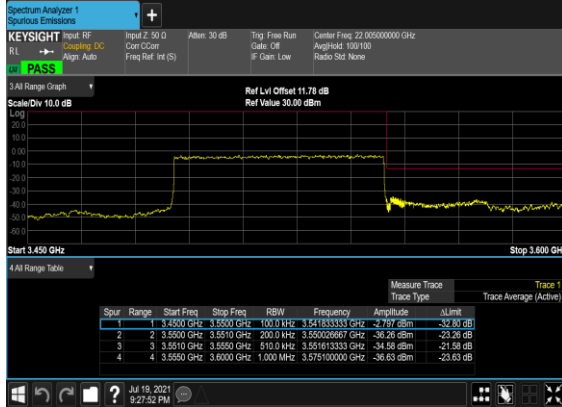 Spectrum Analyzer 1
Spurious Emissions
KEYSIGHT Input: RF Input Z: 50 Ω Atten: 30 dB Trig: Free Run Center Freq: 22.005000000 GHz
RL Coupling: DC Corr CCorr Gate: Off Avg|Hold: 100/100
Align: Auto Freq Ref: Int (S) IF Gain: Low Radio Std: None
PASS
3 All Range Graph Ref Lvl Offset 11.78 dB
Scale/Div 10.0 dB Ref Value 30.00 dBm
Log
20.0
10.0
0.00
-10.0
-20.0
-30.0
-40.0
-50.0
-60.0
Start 3.450 GHz Stop 3.600 GH
4 All Range Table
Measure Trace Trace 1
Trace Type Trace Average (Active)
Spur Range Start Freq Stop Freq RBW Frequency Amplitude ΔLimit
1 1 3.4500 GHz 3.5500 GHz 100.0 kHz 3.541833333 GHz -2.797 dBm -32.80 dB
2 2 3.5500 GHz 3.5510 GHz 200.0 kHz 3.550026667 GHz -36.26 dBm -23.26 dB
3 3 3.5510 GHz 3.5550 GHz 510.0 kHz 3.551613333 GHz -34.58 dBm -21.58 dB
4 4 3.5550 GHz 3.6000 GHz 1.000 MHz 3.575100000 GHz -36.63 dBm -23.63 dB
Jul 19, 2021
9:27:52 PM